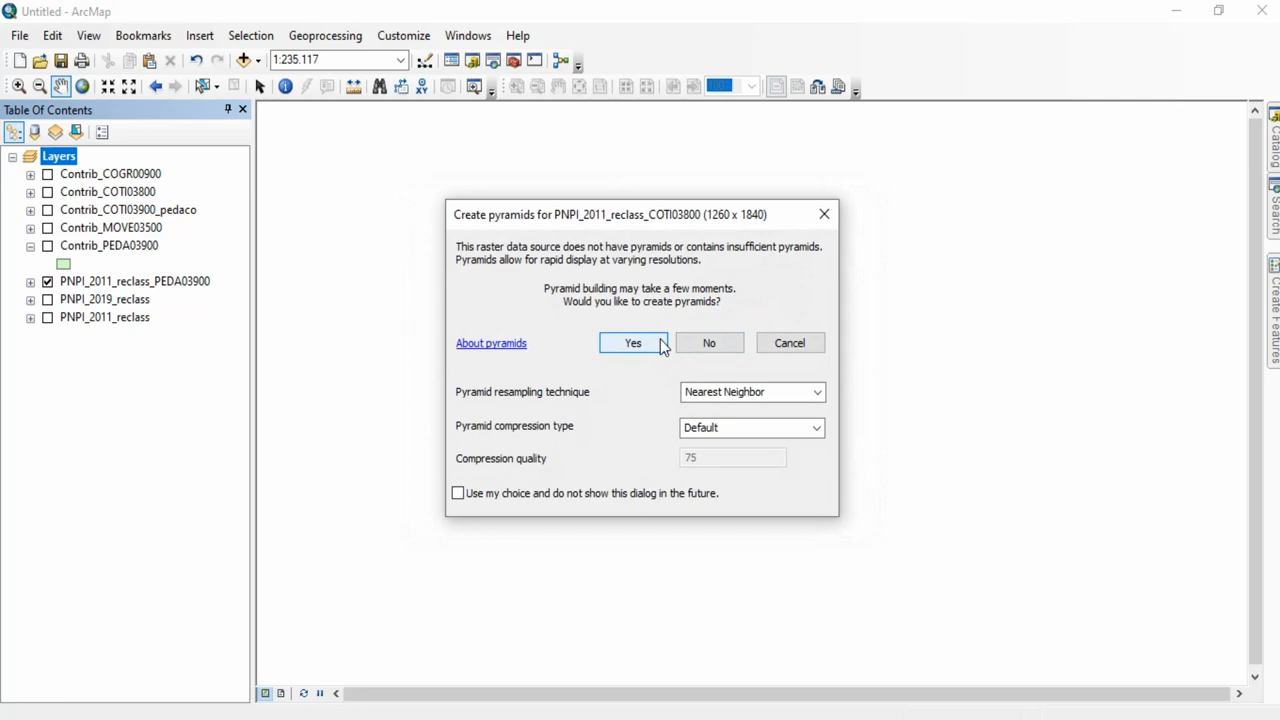 Untitled - ArcMap
File Edit View Bookmarks Insert Selection Geoprocessing Customize Windows Help
1:235.117
Table Of Contents
Layers
Contrib_COGR00900
Contrib_COTI03800
Contrib_COTI03900_pedaco
Contrib_MOVE03500
Contrib_PEDA03900
PNPI_2011_reclass_PEDA03900
PNPI_2019_reclass
PNPI_2011_reclass
Create pyramids for PNPI_2011_reclass_COTI03800 (1260 x 1840)
This raster data source does not have pyramids or contains insufficient pyramids.
Pyramids allow for rapid display at varying resolutions.
Pyramid building may take a few moments.
Would you like to create pyramids?
About pyramids Yes No Cancel
Pyramid resampling technique Nearest Neighbor
Pyramid compression type Default
Compression quality 75
Use my choice and do not show this dialog in the future.
Catalog
Search
Create Features